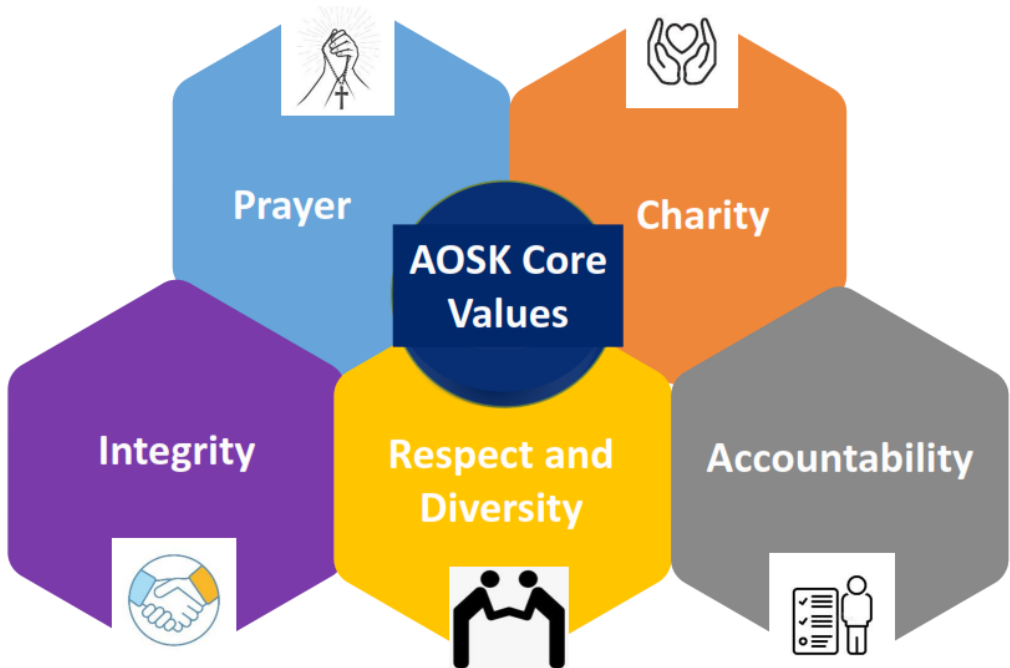 Prayer
Charity
AOSK Core
Values
Integrity
Respect and
Diversity
Accountability